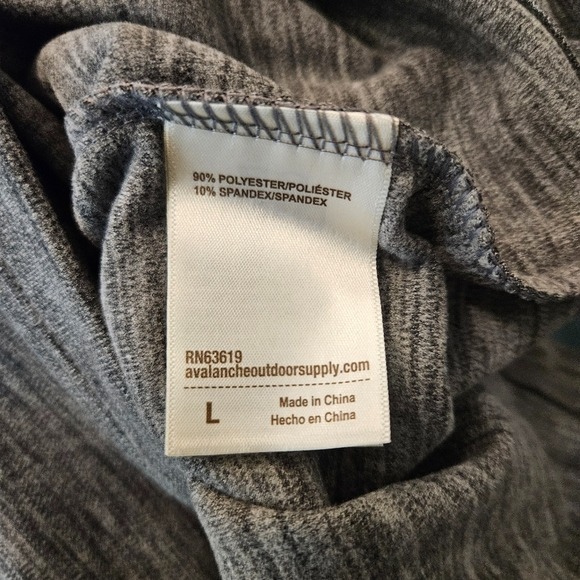 90% POLYESTER/POLIÉSTER
10% SPANDEX/SPANDEX
RN63619
avalancheoutdoorsupply.com
L
Made in China
Hecho en China